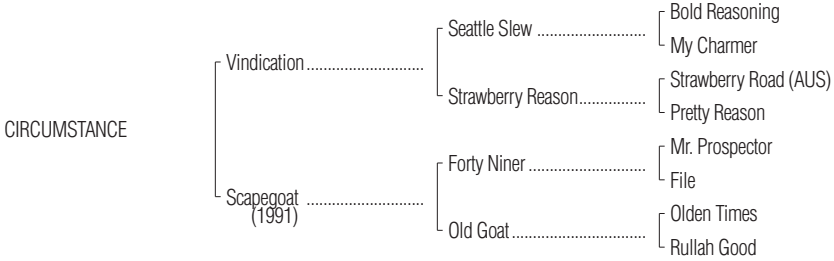 Bold Reasoning
Seattle Slew ..........................
My Charmer
Vindication ............................
Strawberry Road (AUS)
Strawberry Reason................
Pretty Reason
CIRCUMSTANCE
Mr. Prospector
Forty Niner ............................
File
Scapegoat ............................
(1991)
Olden Times
Old Goat ................................
Rullah Good